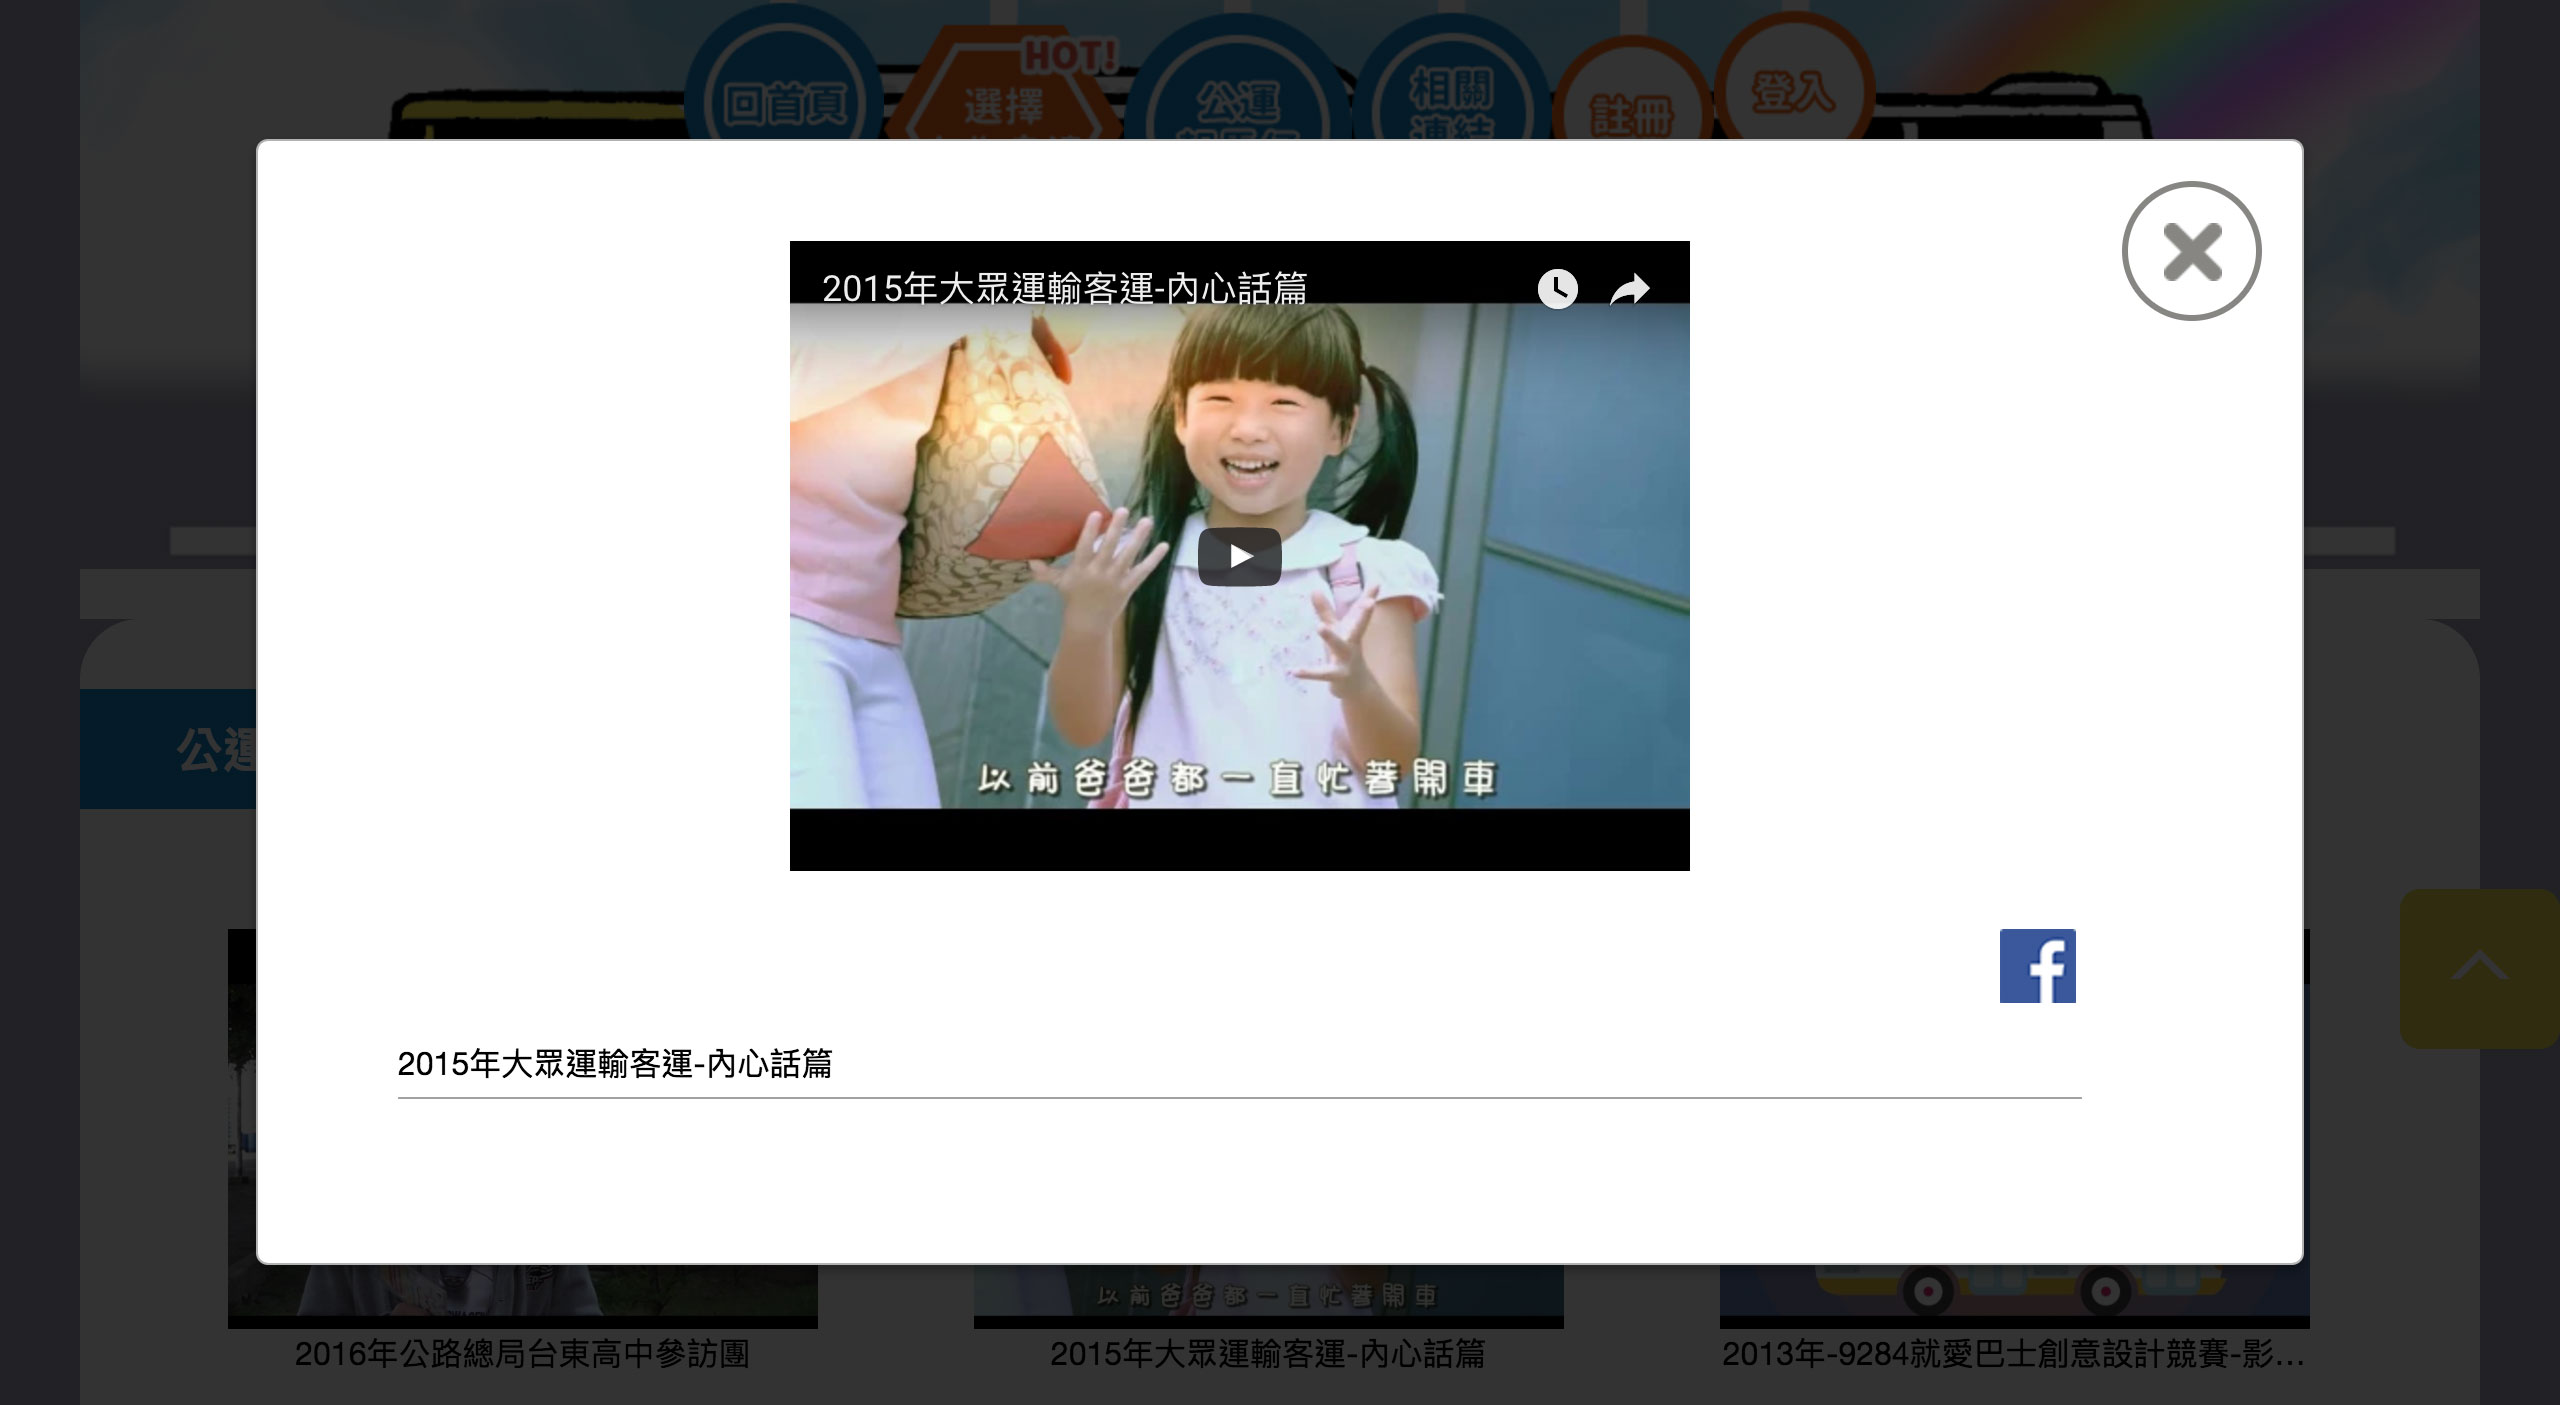 回首頁
HOT!
選擇
公運
相關
連結
註冊
登入
2015年大眾運輸客運-內心話篇
以前爸爸都一直忙著開車
公運
f
2015年大眾運輸客運-內心話篇
以前爸爸都一直忙著開車
2016年公路總局台東高中參訪團
2015年大眾運輸客運-內心話篇
2013年-9284就愛巴士創意設計競賽-影...